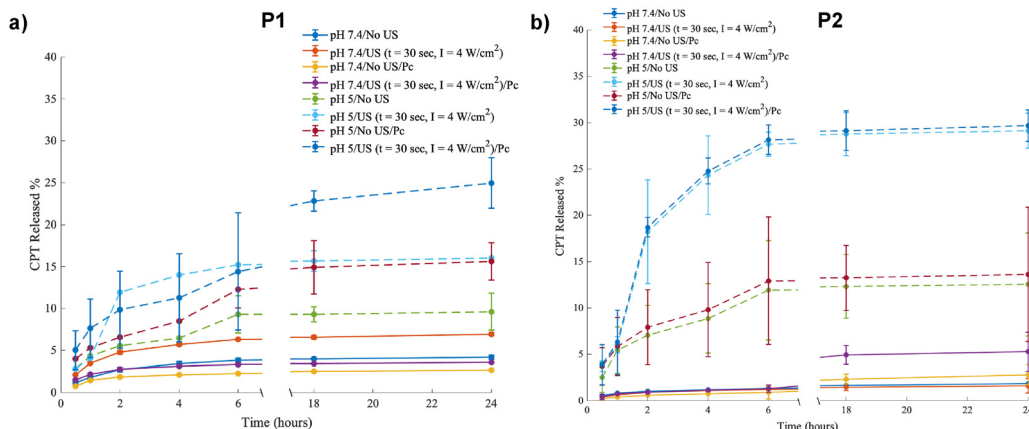 a)
P1
pH 7.4/No US
pH 7.4/US (t = 30 sec, I = 4 W/cm²)
pH 7.4/No US/Pc
pH 7.4/US (t = 30 sec, I = 4 W/cm²)/Pc
pH 5/No US
pH 5/US (t = 30 sec, I = 4 W/cm²)
pH 5/No US/Pc
pH 5/US (t = 30 sec, I = 4 W/cm²)/Pc
CPT Released %
40
35
30
25
20
15
10
5
0
2
4
6
18
20
22
24
Time (hours)
b)
P2
pH 7.4/No US
pH 7.4/US (t = 30 sec, I = 4 W/cm²)
pH 7.4/No US/Pc
pH 7.4/US (t = 30 sec, I = 4 W/cm²)/Pc
pH 5/No US
pH 5/US (t = 30 sec, I = 4 W/cm²)
pH 5/No US/Pc
pH 5/US (t = 30 sec, I = 4 W/cm²)/Pc
CPT Released %
40
35
30
25
20
15
10
5
0
2
4
6
18
20
22
24
Time (hours)